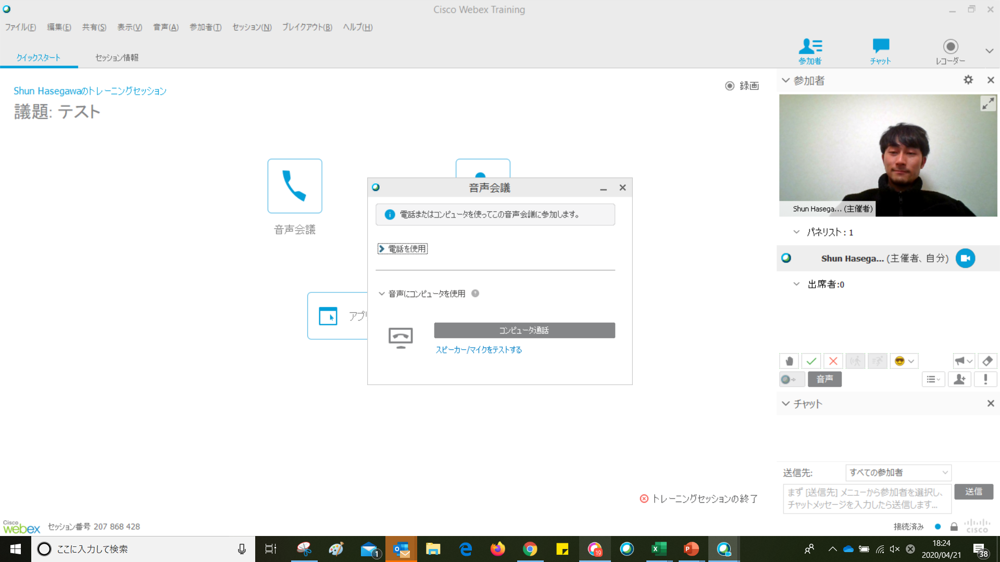 Cisco Webex Training
ファイル(F) 編集(E) 共有(S) 表示(V) 音声(A) 参加者(T) セッション(N) ブレイクアウト(B) ヘルプ(H)
クイックスタート セッション情報
参加者 チャット レコーダー
Shun Hasegawaのトレーニングセッション
議題: テスト
録画
音声会議
アプリ
音声会議
電話またはコンピュータを使ってこの音声会議に参加します。
電話を使用
音声にコンピュータを使用
コンピュータ通話
スピーカー/マイクをテストする
トレーニングセッションの終了
参加者
Shun Hasega... (主催者)
パネリスト: 1
Shun Hasega... (主催者、自分)
出席者:0
音声
チャット
送信先: すべての参加者
まず [送信先] メニューから参加者を選択し、
チャットメッセージを入力したら送信します...
送信
Cisco
webex セッション番号 207 868 428
接続済み
cisco
ここに入力して検索
1
19
18:24
2020/04/21
38